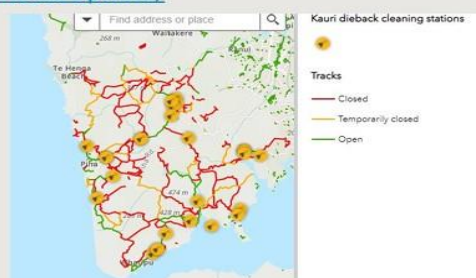 Find address or place
Kauri dieback cleaning stations
268 m
Waitakere
Te Henga
Beach
Tracks
Closed
Temporarily closed
Open
Piha
474 m
428 m